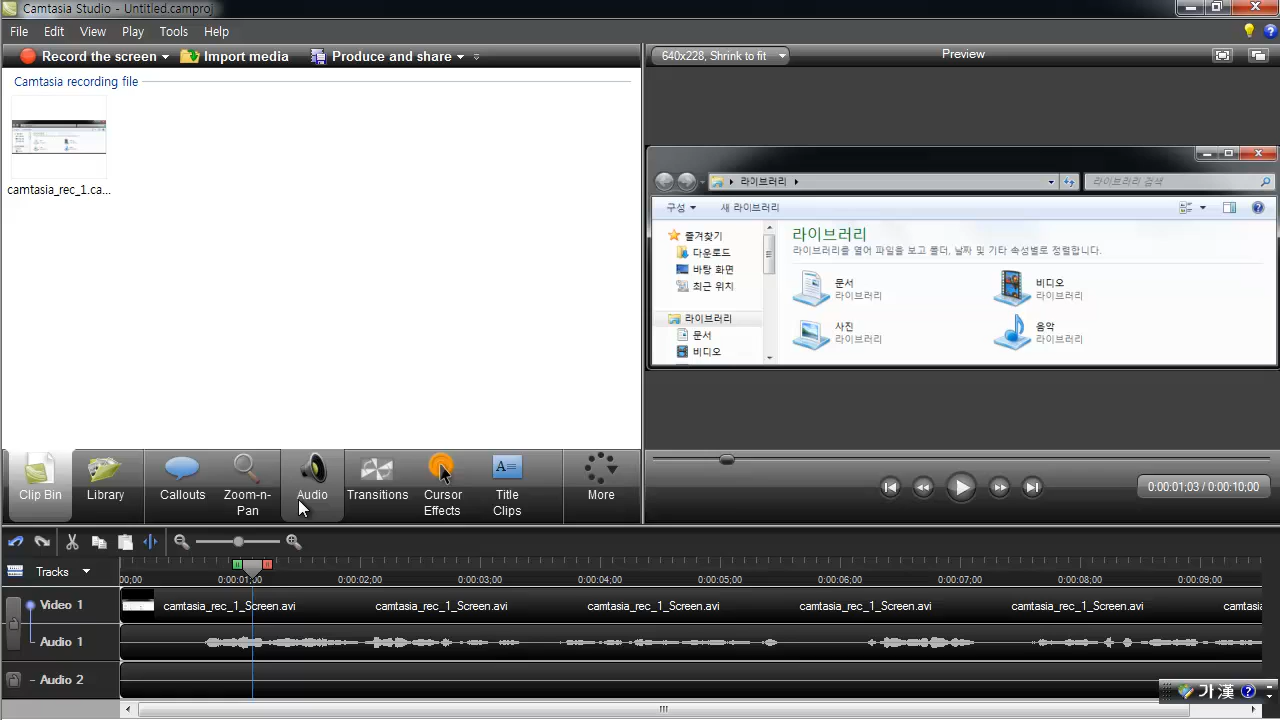 Camtasia Studio - Untitled.camproj
File Edit View Play Tools Help
Record the screen Import media Produce and share
640x228, Shrink to fit
Preview
Camtasia recording file
camtasia_rec_1.ca...
라이브러리
라이브러리 검색
구성 새 라이브러리
즐겨찾기
다운로드
바탕 화면
최근 위치
라이브러리
문서
비디오
라이브러리
라이브러리를 열어 파일을 보고 폴더, 날짜 및 기타 속성별로 정렬합니다.
문서
라이브러리
비디오
라이브러리
사진
라이브러리
음악
라이브러리
Clip Bin
Library
Callouts
Zoom-n-
Pan
Audio
Transitions
Cursor
Effects
A=
Title
Clips
More
0:00:01;03 / 0:00:10;00
Tracks
00;00 0:00:01;00 0:00:02;00 0:00:03;00 0:00:04;00 0:00:05;00 0:00:06;00 0:00:07;00 0:00:08;00 0:00:09;00
Video 1 camtasia_rec_1_Screen.avi camtasia_rec_1_Screen.avi camtasia_rec_1_Screen.avi camtasia_rec_1_Screen.avi camtasia_rec_1_Screen.avi camtasi
Audio 1
Audio 2
가 漢